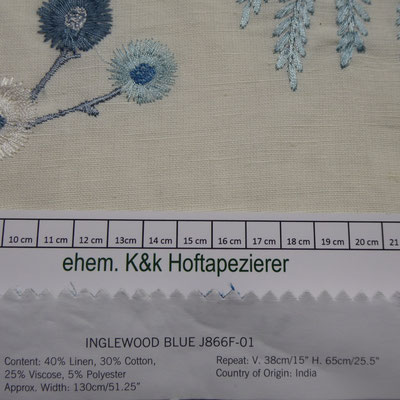 10 cm 11 cm 12 cm 13cm 14 cm 15 cm 16 cm 17 cm 18 cm 19 cm 20 cm 21
ehem. K&k Hoftapezierer
INGLEWOOD BLUE J866F-01
Content: 40% Linen, 30% Cotton, Repeat: V. 38cm/15" H. 65cm/25.5"
25% Viscose, 5% Polyester Country of Origin: India
Approx. Width: 130cm/51.25"